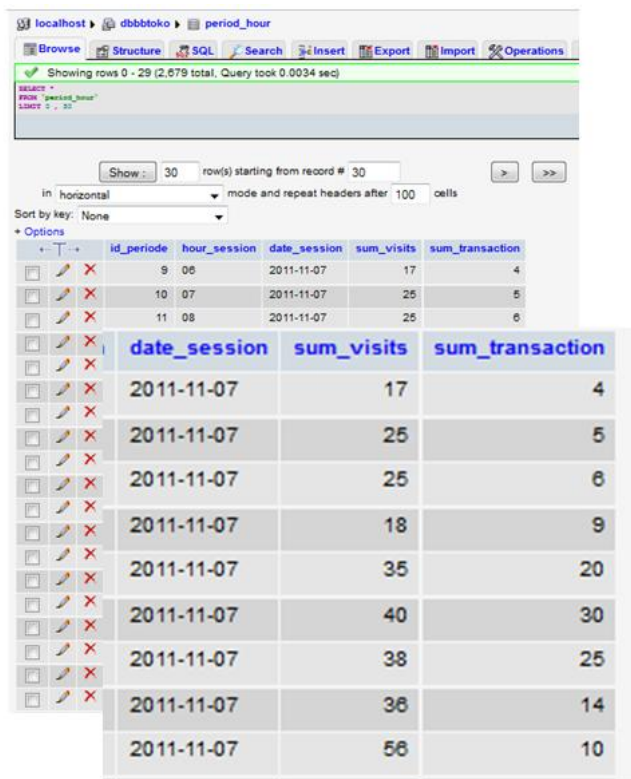 localhost ▸ dbbbtoko ▸ period_hour
Browse Structure SQL Search Insert Export Import Operations
Showing rows 0 - 29 (2,679 total, Query took 0.0034 sec)
SELECT *
FROM `period_hour`
LIMIT 0 , 30
Show : 30 row(s) starting from record # 30 > >>
in horizontal mode and repeat headers after 100 cells
Sort by key: None
+ Options
←T→ id_periode hour_session date_session sum_visits sum_transaction
9 06 2011-11-07 17 4
10 07 2011-11-07 25 5
11 08 2011-11-07 25 6
date_session sum_visits sum_transaction
2011-11-07 17 4
2011-11-07 25 5
2011-11-07 25 6
2011-11-07 18 9
2011-11-07 35 20
2011-11-07 40 30
2011-11-07 38 25
2011-11-07 36 14
2011-11-07 56 10